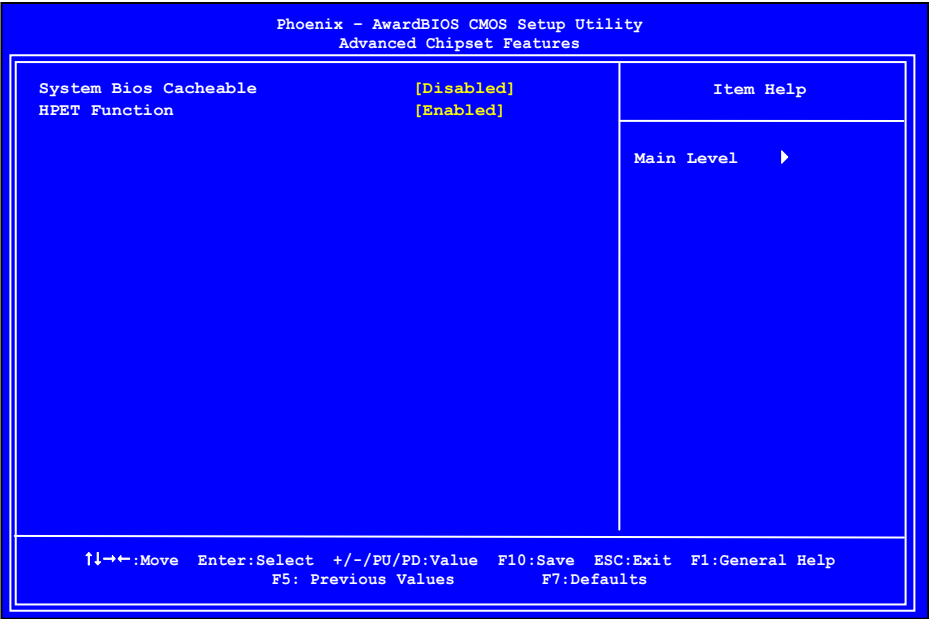 Phoenix – AwardBIOS CMOS Setup Utility
Advanced Chipset Features
System Bios Cacheable [Disabled]
HPET Function [Enabled]
Item Help
Main Level
↑↓→←:Move Enter:Select +/-/PU/PD:Value F10:Save ESC:Exit F1:General Help
F5: Previous Values F7:Defaults